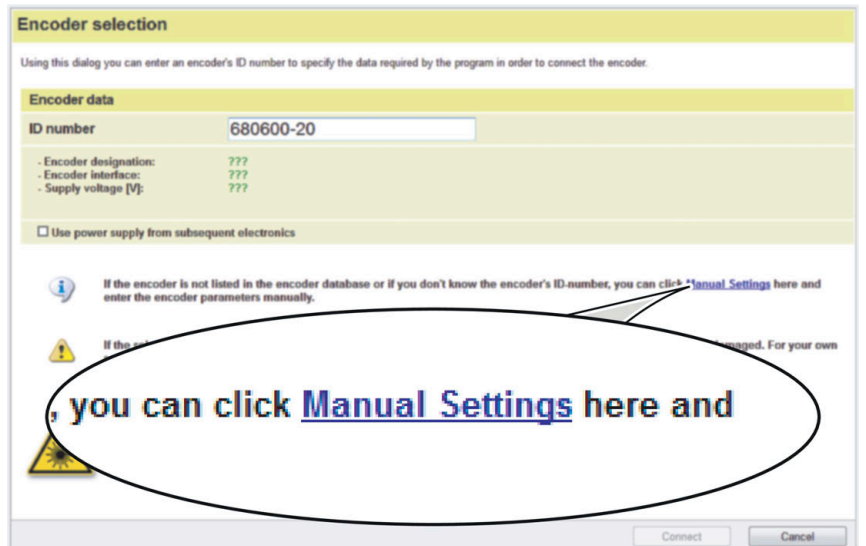 Encoder selection
Using this dialog you can enter an encoder's ID number to specify the data required by the program in order to connect the encoder.
Encoder data
ID number 680600-20
- Encoder designation: ???
- Encoder interface: ???
- Supply voltage [V]: ???
Use power supply from subsequent electronics
If the encoder is not listed in the encoder database or if you don't know the encoder's ID-number, you can click Manual Settings here and
enter the encoder parameters manually.
If the damaged. For your own
, you can click Manual Settings here and
Connect Cancel